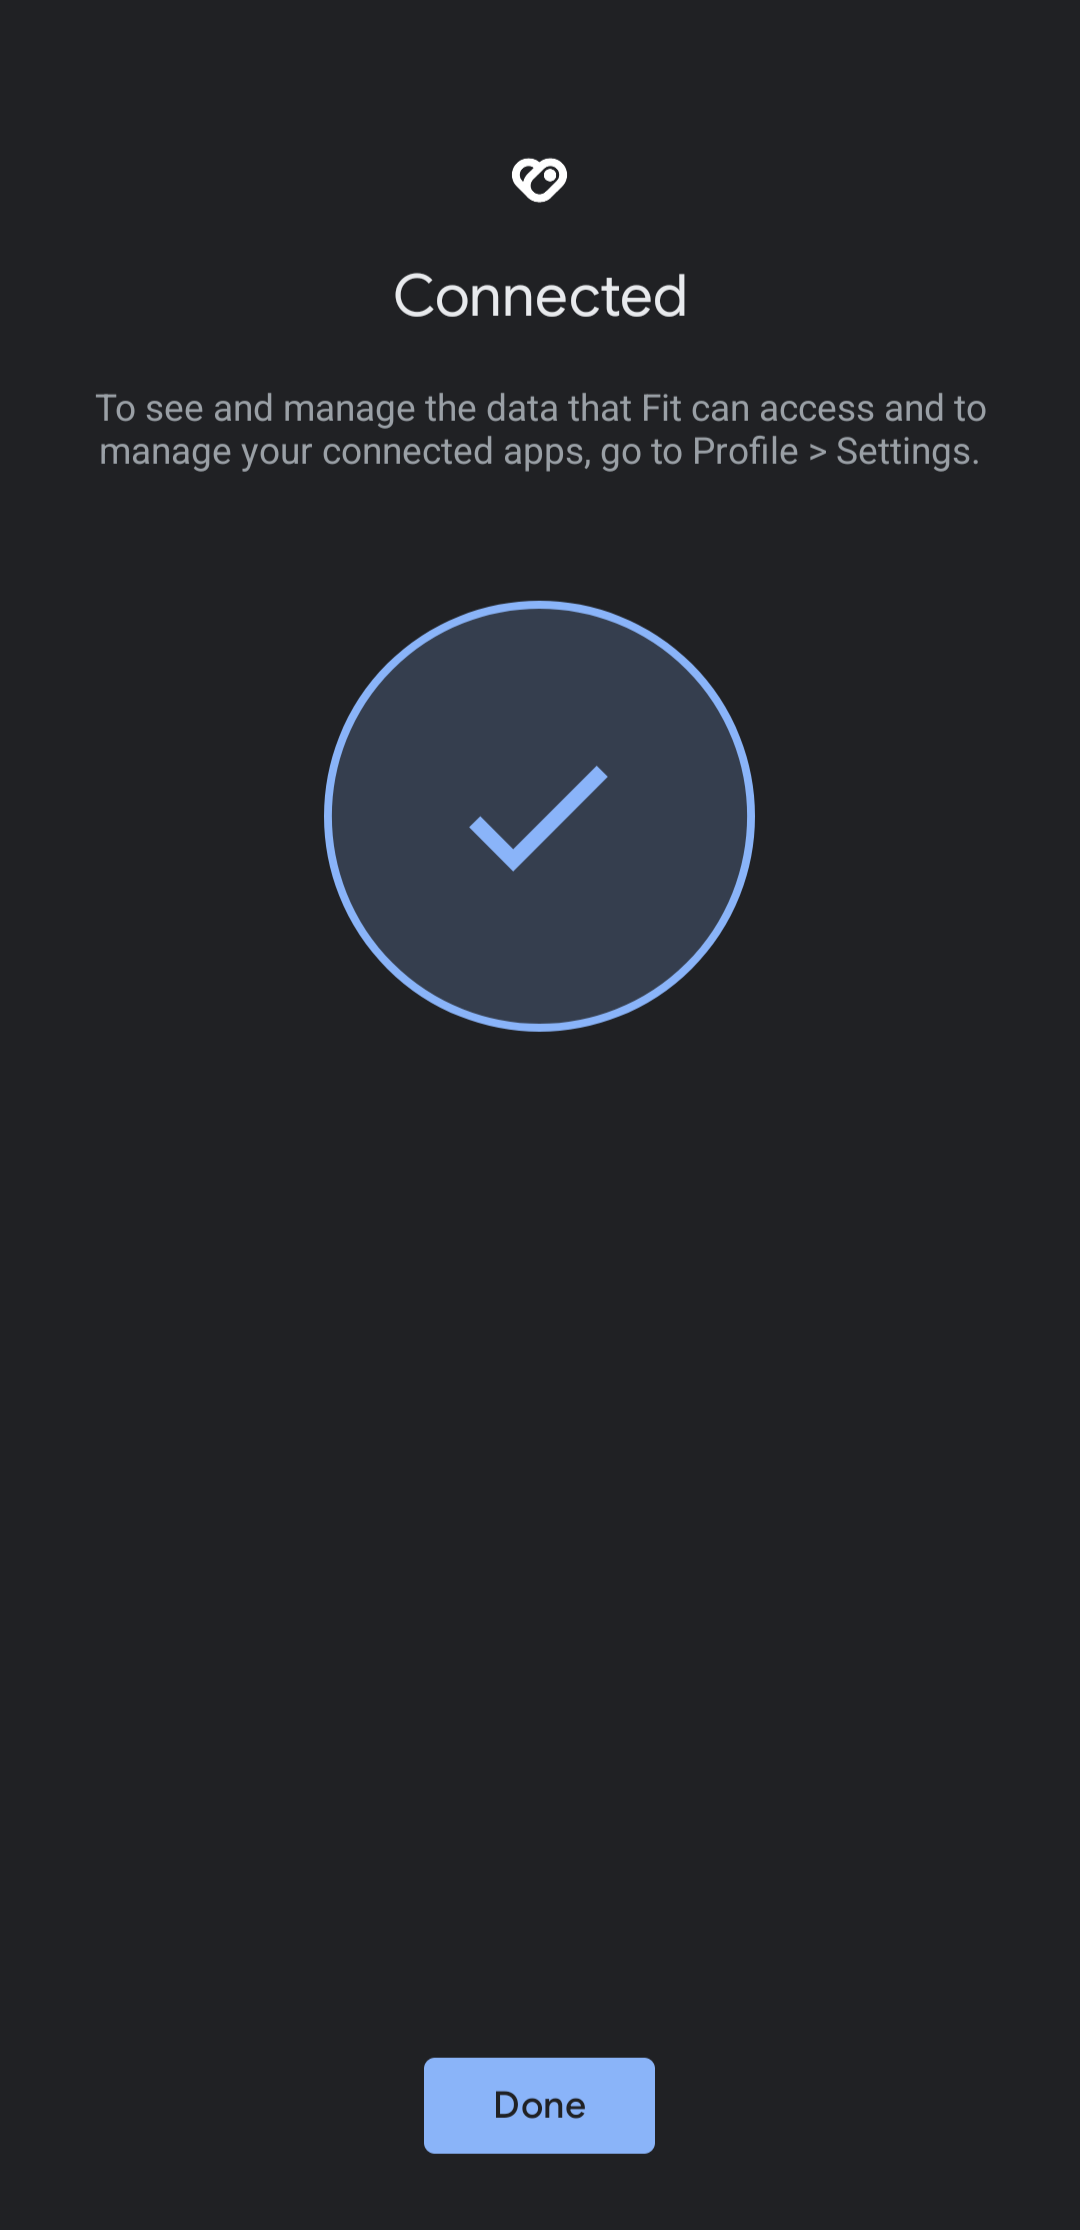 Connected
To see and manage the data that Fit can access and to
manage your connected apps, go to Profile > Settings.
Done